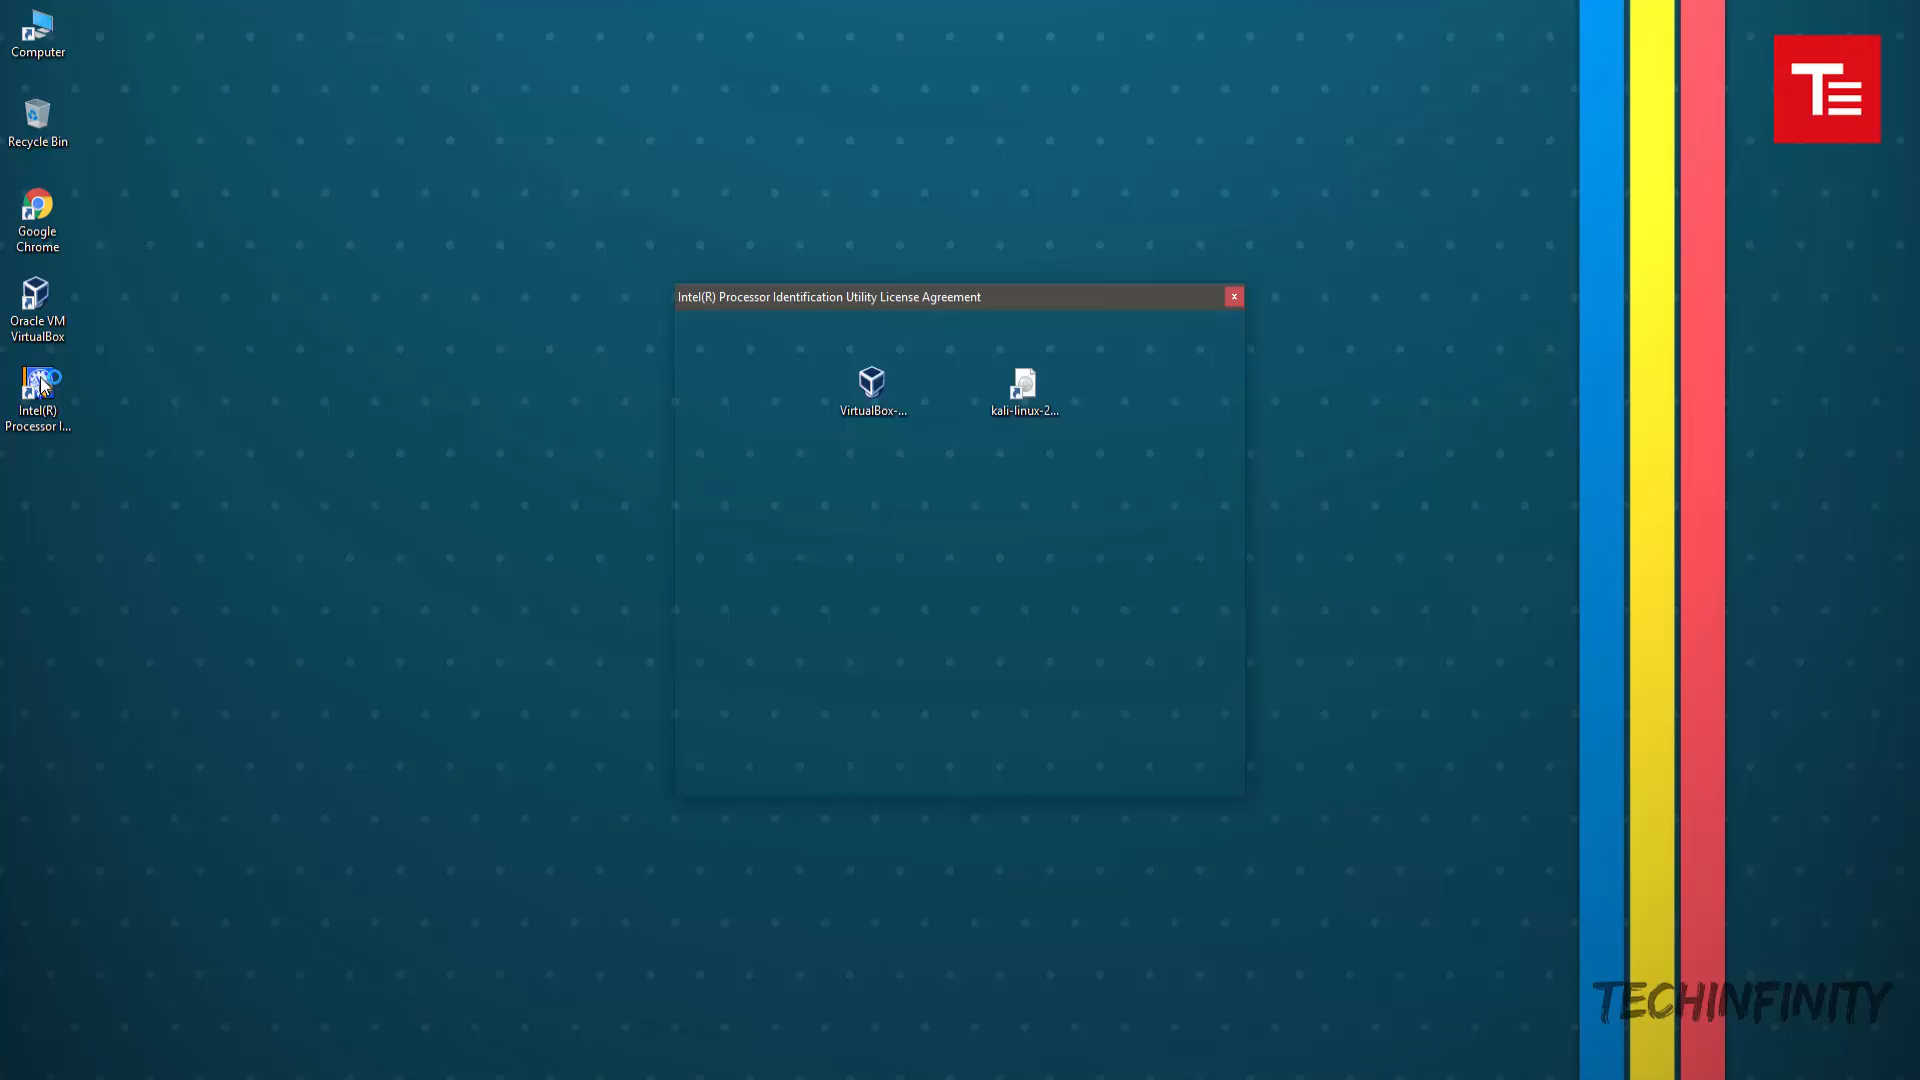 Computer
Recycle Bin
Google
Chrome
Oracle VM
VirtualBox
Intel(R)
Processor I...
Intel(R) Processor Identification Utility License Agreement
x
VirtualBox-...
kali-linux-2...
TE
TECHINFINITY